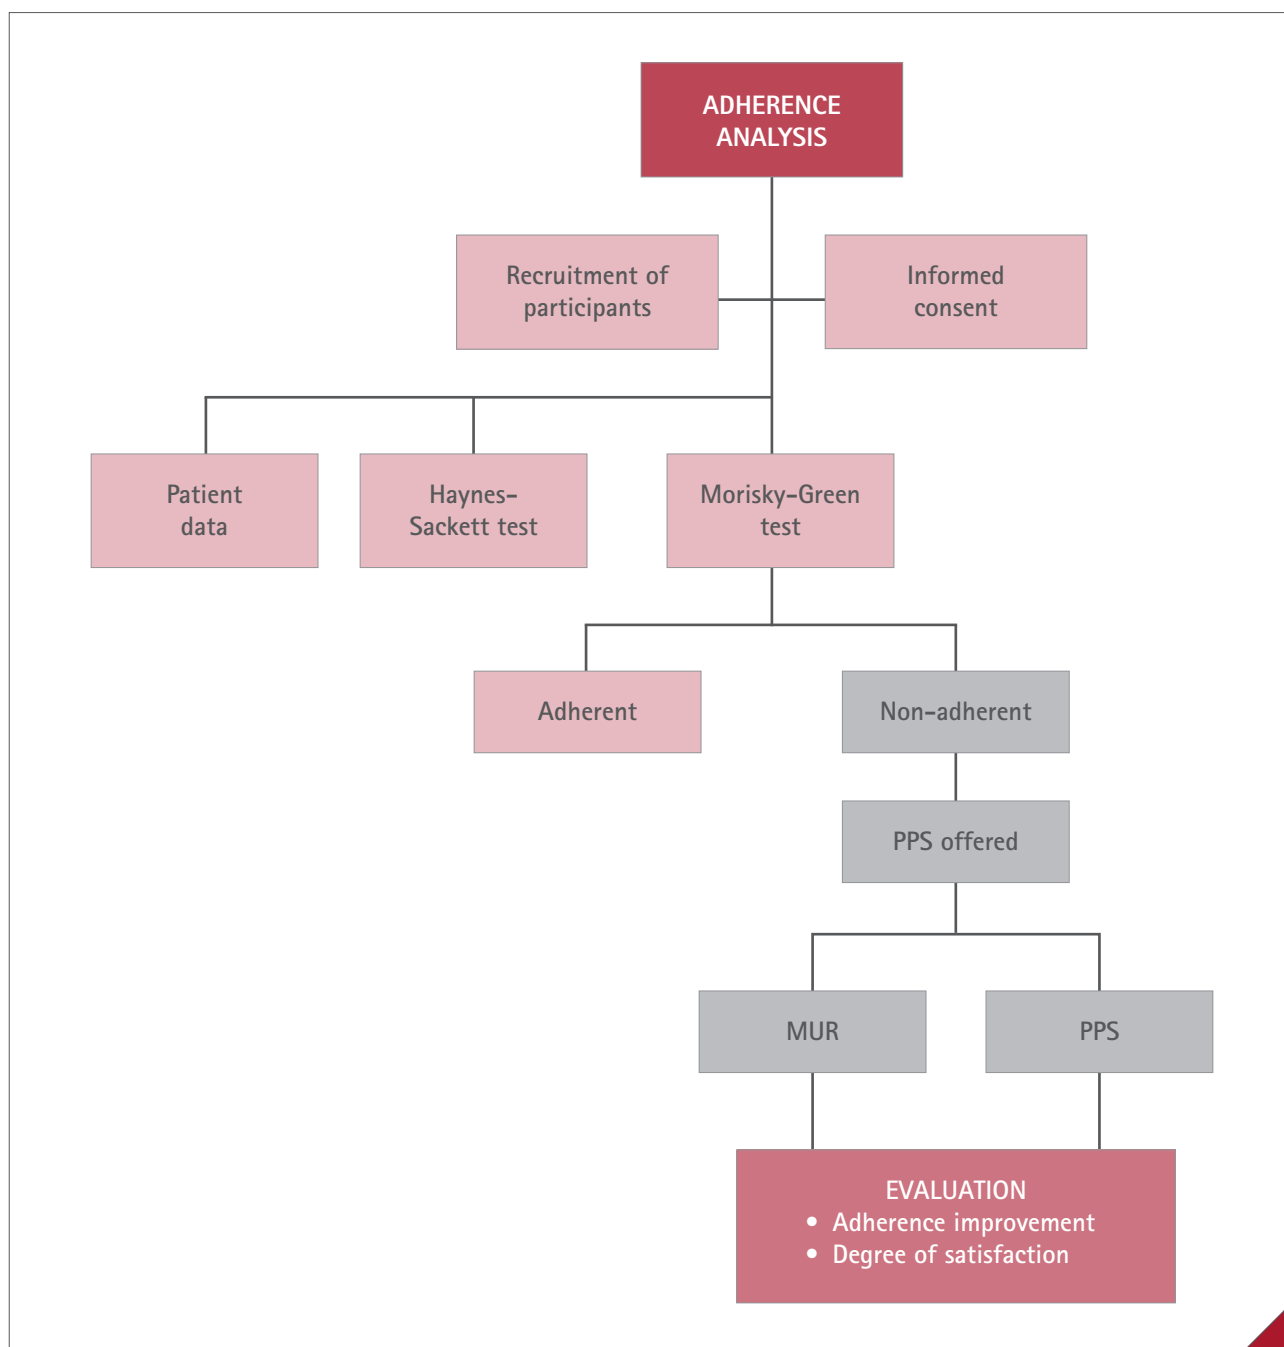 ADHERENCE
ANALYSIS
Recruitment of
participants
Informed
consent
Patient
data
Haynes-
Sackett test
Morisky-Green
test
Adherent
Non-adherent
PPS offered
MUR
PPS
EVALUATION
• Adherence improvement
• Degree of satisfaction